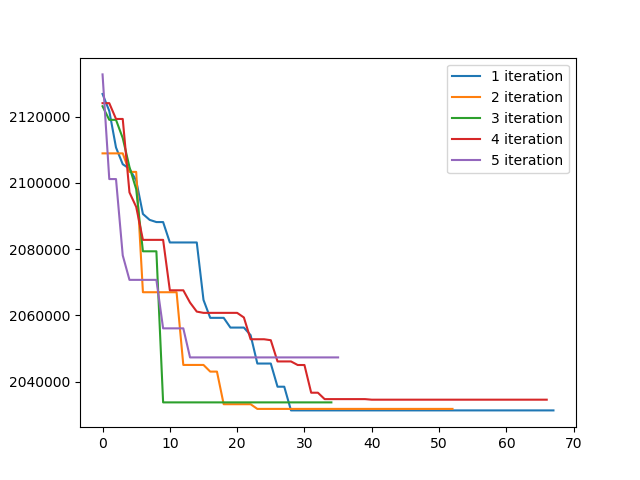 1 iteration
2 iteration
3 iteration
4 iteration
5 iteration
2120000
2100000
2080000
2060000
2040000
0 10 20 30 40 50 60 70